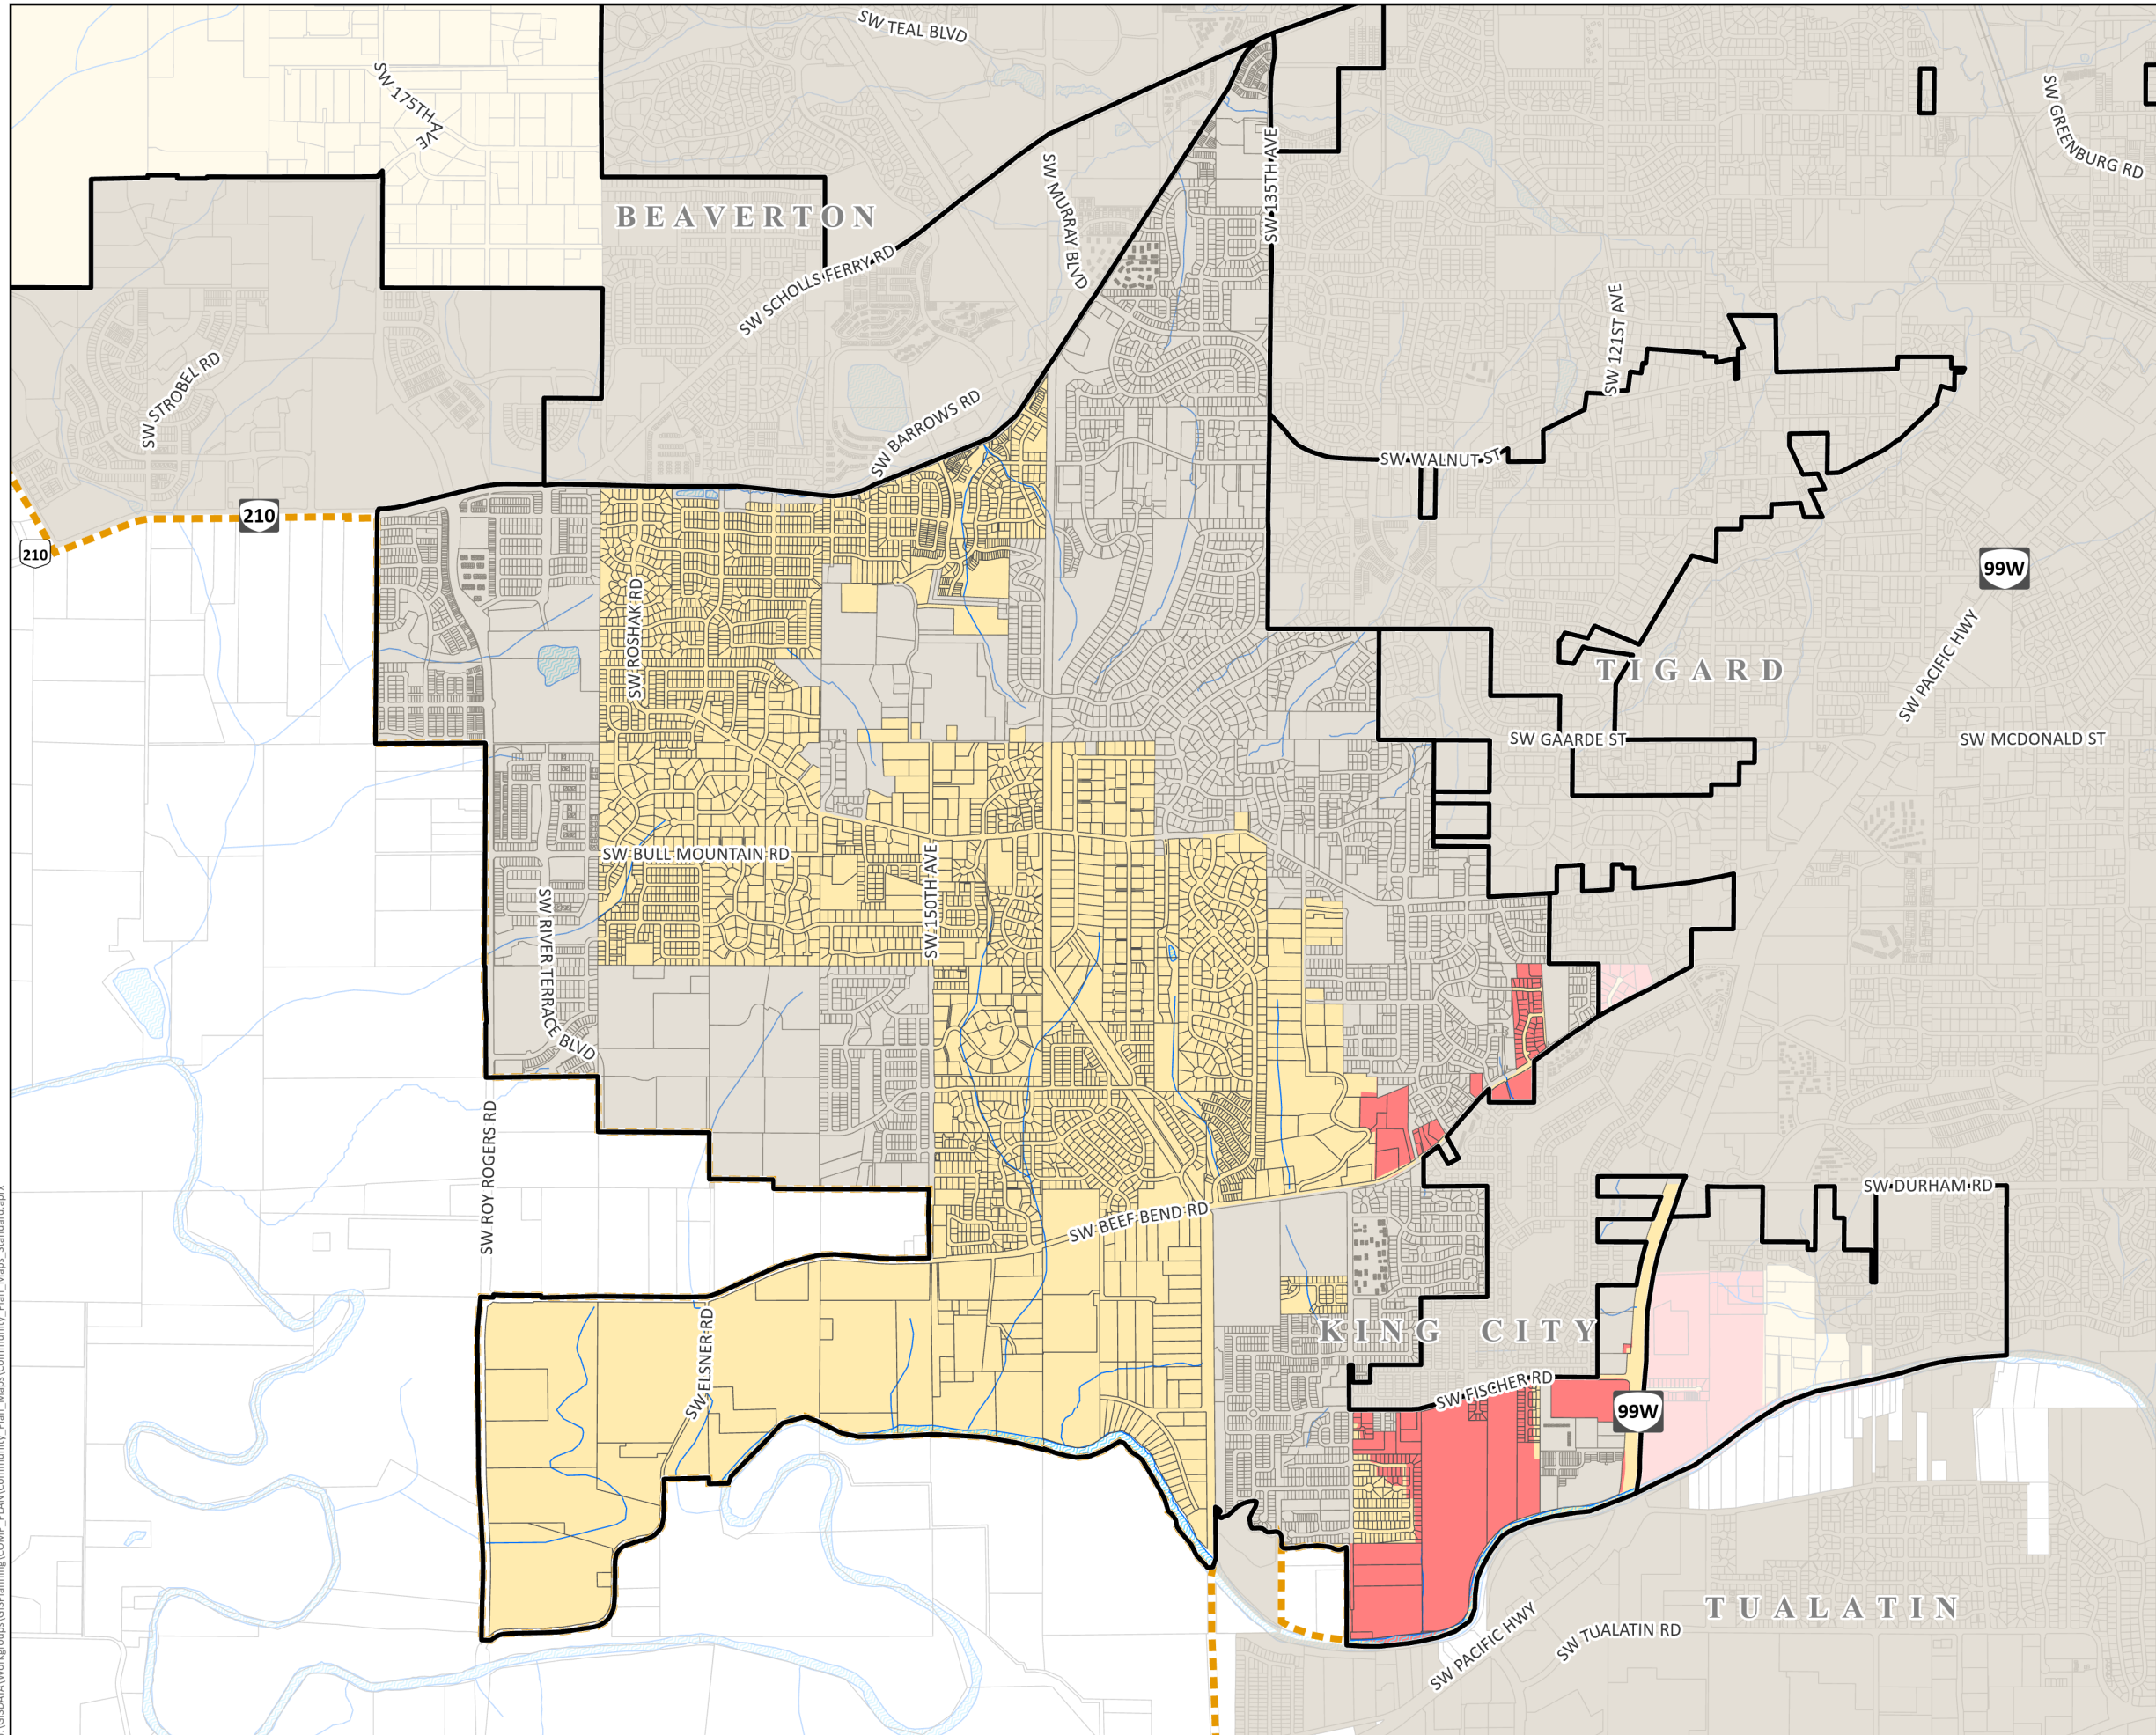 SW TEAL BLVD
SW 175TH AVE
SW GREENBURG RD
BEAVERTON
SW MURRAY BLVD
SW 135TH AVE
SW SCHOLLS FERRY RD
SW STROBEL RD
SW 121ST AVE
SW BARROWS RD
SW WALNUT ST
210
210
99W
SW ROSHAK RD
TIGARD
SW PACIFIC HWY
SW GAARDE ST
SW MCDONALD ST
SW BULL MOUNTAIN RD
SW 150TH AVE
SW RIVER TERRACE BLVD
SW ROY ROGERS RD
SW DURHAM RD
SW BEEF BEND RD
SW ELSNER RD
KING CITY
SW FISCHER RD
99W
TUALATIN
SW PACIFIC HWY
SW TUALATIN RD